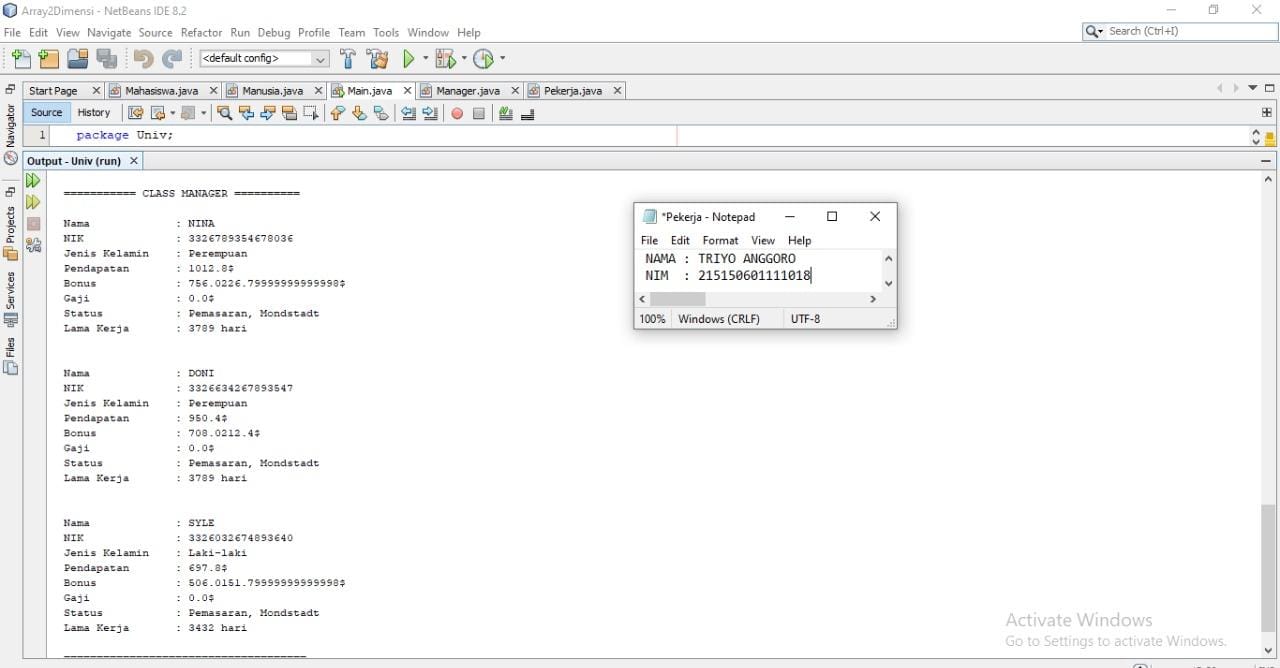 Array2Dimensi - NetBeans IDE 8.2
File Edit View Navigate Source Refactor Run Debug Profile Team Tools Window Help
Search (Ctrl+I)
<default config>
Start Page Mahasiswa.java Manusia.java Main.java Manager.java Pekerja.java
Source History
Navigator
1 package Univ;
Output - Univ (run)
Projects
Services
Files
=========== CLASS MANAGER ==========
Nama : NINA
NIK : 3326789354678036
Jenis Kelamin : Perempuan
Pendapatan : 1012.8$
Bonus : 756.0226.79999999999998$
Gaji : 0.0$
Status : Pemasaran, Mondstadt
Lama Kerja : 3789 hari
Nama : DONI
NIK : 3326634267893547
Jenis Kelamin : Perempuan
Pendapatan : 950.4$
Bonus : 708.0212.4$
Gaji : 0.0$
Status : Pemasaran, Mondstadt
Lama Kerja : 3789 hari
Nama : SYLE
NIK : 3326032674893640
Jenis Kelamin : Laki-laki
Pendapatan : 697.8$
Bonus : 506.0151.79999999999998$
Gaji : 0.0$
Status : Pemasaran, Mondstadt
Lama Kerja : 3432 hari
=====================================
*Pekerja - Notepad
File Edit Format View Help
NAMA : TRIYO ANGGORO
NIM : 215150601111018
100% Windows (CRLF) UTF-8
Activate Windows
Go to Settings to activate Windows.